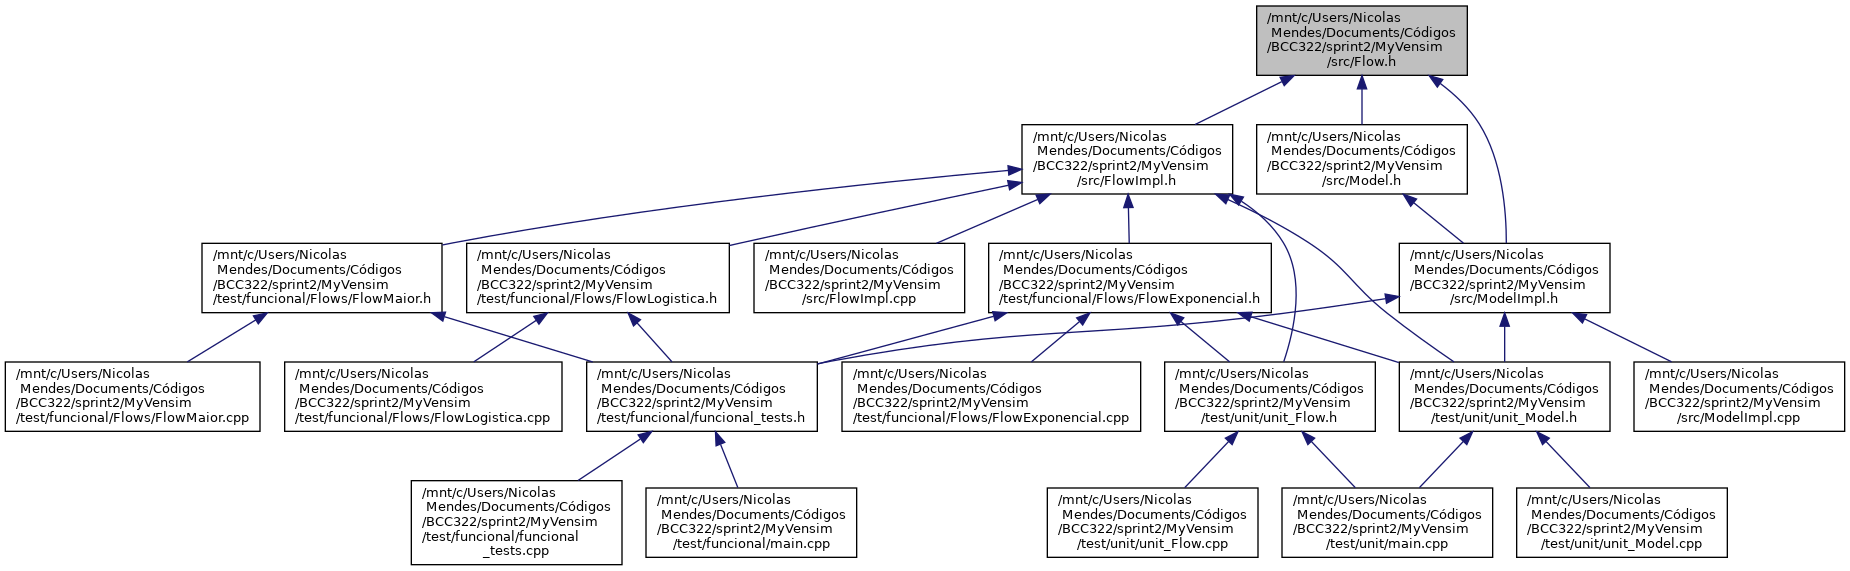 /mnt/c/Users/Nicolas
Mendes/Documents/Códigos
/BCC322/sprint2/MyVensim
/src/Flow.h
/mnt/c/Users/Nicolas
Mendes/Documents/Códigos
/BCC322/sprint2/MyVensim
/src/FlowImpl.h
/mnt/c/Users/Nicolas
Mendes/Documents/Códigos
/BCC322/sprint2/MyVensim
/src/Model.h
/mnt/c/Users/Nicolas
Mendes/Documents/Códigos
/BCC322/sprint2/MyVensim
/test/funcional/Flows/FlowMaior.h
/mnt/c/Users/Nicolas
Mendes/Documents/Códigos
/BCC322/sprint2/MyVensim
/test/funcional/Flows/FlowLogistica.h
/mnt/c/Users/Nicolas
Mendes/Documents/Códigos
/BCC322/sprint2/MyVensim
/src/FlowImpl.cpp
/mnt/c/Users/Nicolas
Mendes/Documents/Códigos
/BCC322/sprint2/MyVensim
/test/funcional/Flows/FlowExponencial.h
/mnt/c/Users/Nicolas
Mendes/Documents/Códigos
/BCC322/sprint2/MyVensim
/src/ModelImpl.h
/mnt/c/Users/Nicolas
Mendes/Documents/Códigos
/BCC322/sprint2/MyVensim
/test/funcional/Flows/FlowMaior.cpp
/mnt/c/Users/Nicolas
Mendes/Documents/Códigos
/BCC322/sprint2/MyVensim
/test/funcional/Flows/FlowLogistica.cpp
/mnt/c/Users/Nicolas
Mendes/Documents/Códigos
/BCC322/sprint2/MyVensim
/test/funcional/funcional_tests.h
/mnt/c/Users/Nicolas
Mendes/Documents/Códigos
/BCC322/sprint2/MyVensim
/test/funcional/Flows/FlowExponencial.cpp
/mnt/c/Users/Nicolas
Mendes/Documents/Códigos
/BCC322/sprint2/MyVensim
/test/unit/unit_Flow.h
/mnt/c/Users/Nicolas
Mendes/Documents/Códigos
/BCC322/sprint2/MyVensim
/test/unit/unit_Model.h
/mnt/c/Users/Nicolas
Mendes/Documents/Códigos
/BCC322/sprint2/MyVensim
/src/ModelImpl.cpp
/mnt/c/Users/Nicolas
Mendes/Documents/Códigos
/BCC322/sprint2/MyVensim
/test/funcional/funcional
_tests.cpp
/mnt/c/Users/Nicolas
Mendes/Documents/Códigos
/BCC322/sprint2/MyVensim
/test/funcional/main.cpp
/mnt/c/Users/Nicolas
Mendes/Documents/Códigos
/BCC322/sprint2/MyVensim
/test/unit/unit_Flow.cpp
/mnt/c/Users/Nicolas
Mendes/Documents/Códigos
/BCC322/sprint2/MyVensim
/test/unit/main.cpp
/mnt/c/Users/Nicolas
Mendes/Documents/Códigos
/BCC322/sprint2/MyVensim
/test/unit/unit_Model.cpp